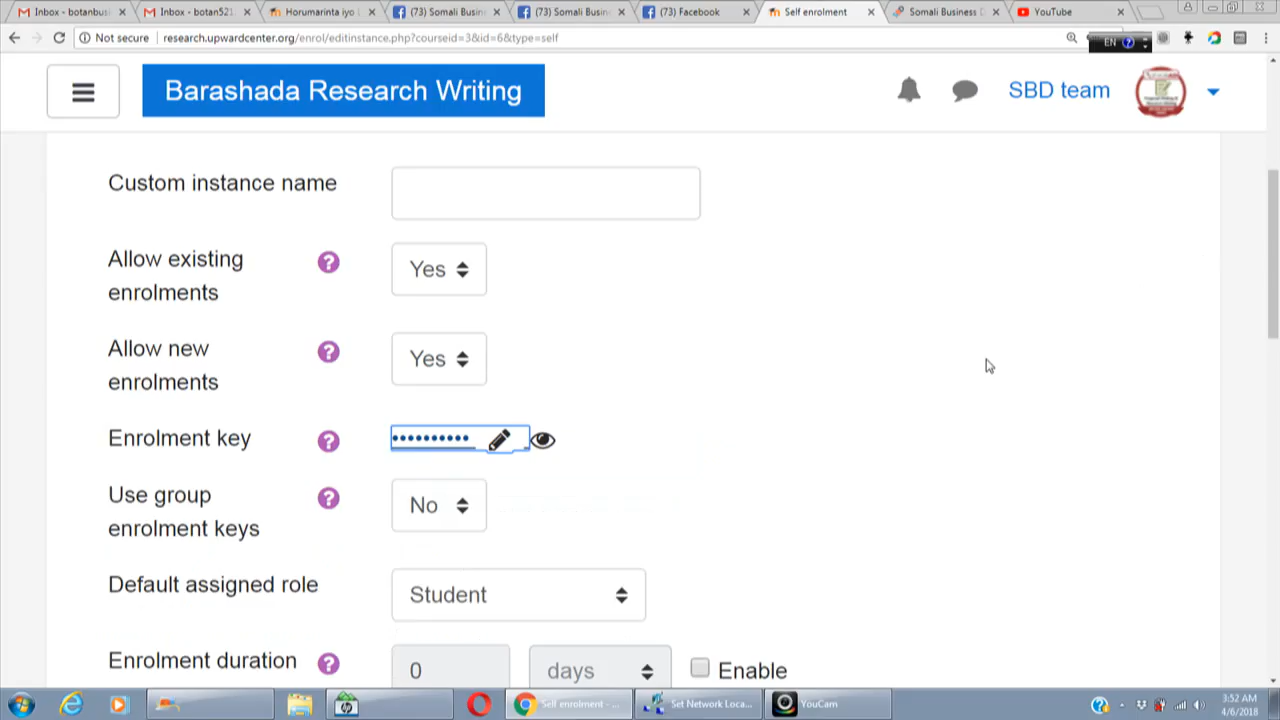 Inbox - botanbus
Inbox - botan521
Horumarinta iyo
(73) Somali Busin
(73) Somali Busin
(73) Facebook
Self enrolment
Somali Business D
YouTube
Not secure
research.upwardcenter.org/enrol/editinstance.php?courseid=3&id=6&type=self
EN
Barashada Research Writing
SBD team
Custom instance name
Allow existing
enrolments
Yes
Allow new
enrolments
Yes
Enrolment key
Use group
enrolment keys
No
Default assigned role
Student
Enrolment duration
0
days
Enable
Self enrolment - ...
Set Network Loca...
YouCam
3:52 AM
4/6/2018